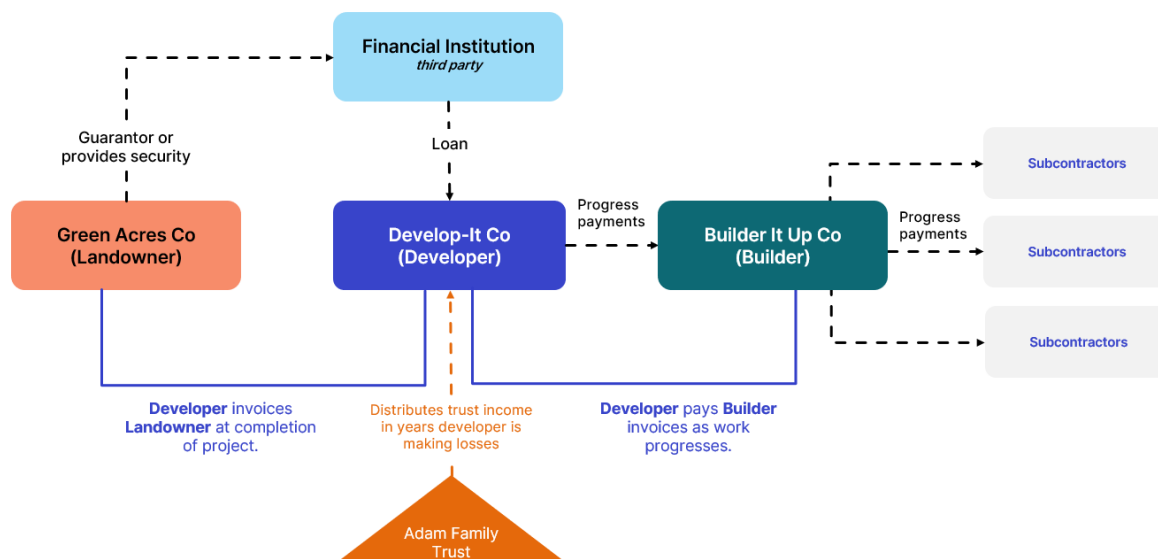 Financial Institution
third party
Guarantor or
provides security
Loan
Green Acres Co
(Landowner)
Develop-It Co
(Developer)
Progress
payments
Builder It Up Co
(Builder)
Progress
payments
Subcontractors
Subcontractors
Subcontractors
Developer invoices
Landowner at completion
of project.
Distributes trust income
in years developer is
making losses
Developer pays Builder
invoices as work
progresses.
Adam Family
Trust